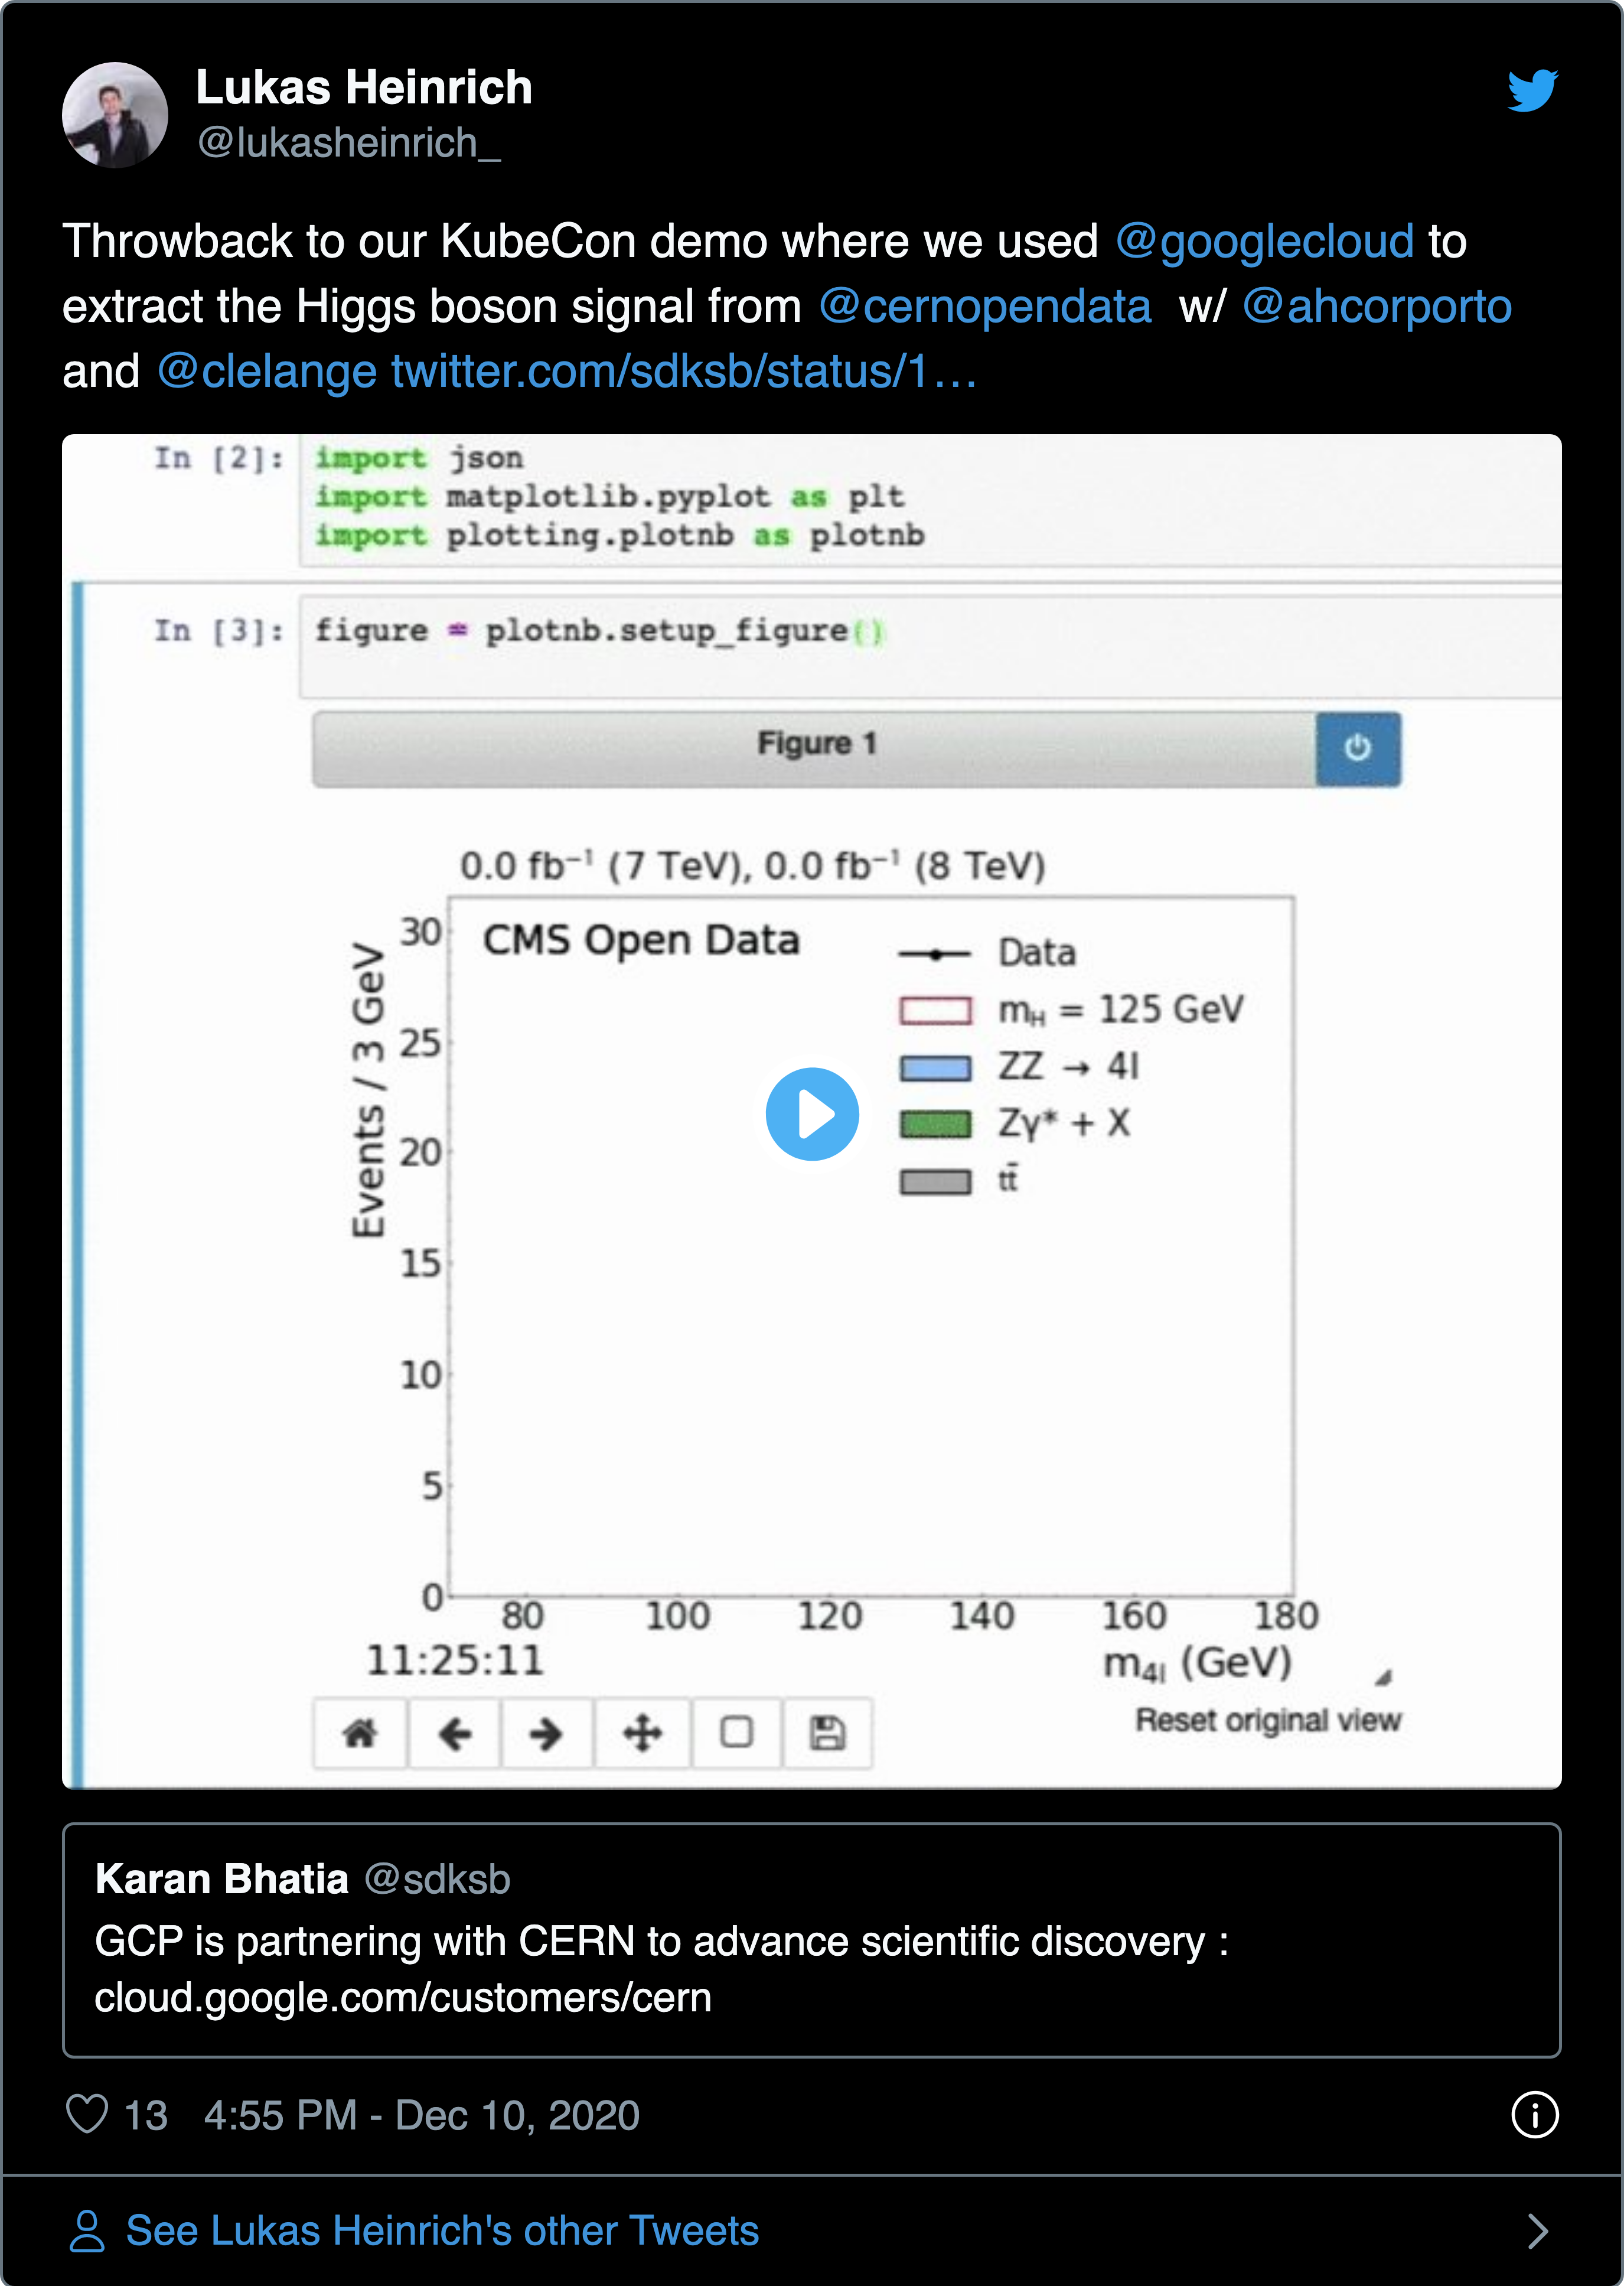 Lukas Heinrich
@lukasheinrich_
Throwback to our KubeCon demo where we used @googlecloud to
extract the Higgs boson signal from @cernopendata w/ @ahcorporto
and @clelange twitter.com/sdksb/status/1…
In [2]: import json
import matplotlib.pyplot as plt
import plotting.plotnb as plotnb
In [3]: figure = plotnb.setup_figure()
Figure 1
0.0 fb⁻¹ (7 TeV), 0.0 fb⁻¹ (8 TeV)
CMS Open Data
Data
m_H = 125 GeV
ZZ → 4l
Zγ* + X
tt̄
Events / 3 GeV
30
25
20
15
10
5
0
80 100 120 140 160 180
11:25:11
m_4l (GeV)
Reset original view
Karan Bhatia @sdksb
GCP is partnering with CERN to advance scientific discovery :
cloud.google.com/customers/cern
13 4:55 PM - Dec 10, 2020
See Lukas Heinrich's other Tweets